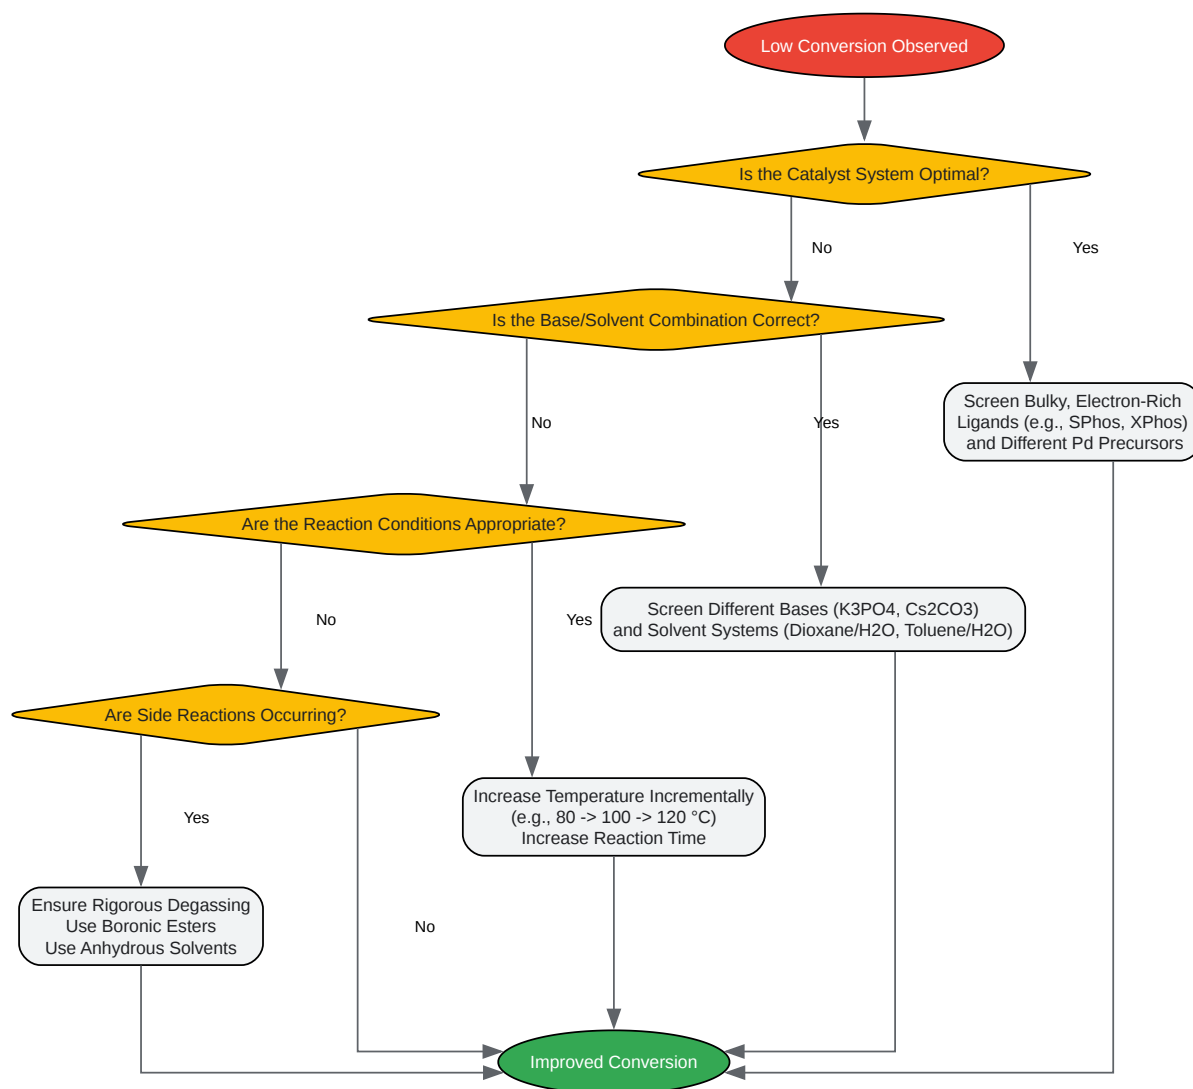 Low Conversion Observed
Is the Catalyst System Optimal?
No
Yes
Is the Base/Solvent Combination Correct?
Screen Bulky, Electron-Rich
Ligands (e.g., SPhos, XPhos)
and Different Pd Precursors
No
Yes
Are the Reaction Conditions Appropriate?
Screen Different Bases (K3PO4, Cs2CO3)
and Solvent Systems (Dioxane/H2O, Toluene/H2O)
No
Yes
Are Side Reactions Occurring?
Increase Temperature Incrementally
(e.g., 80 -> 100 -> 120 °C)
Increase Reaction Time
Yes
No
Ensure Rigorous Degassing
Use Boronic Esters
Use Anhydrous Solvents
Improved Conversion